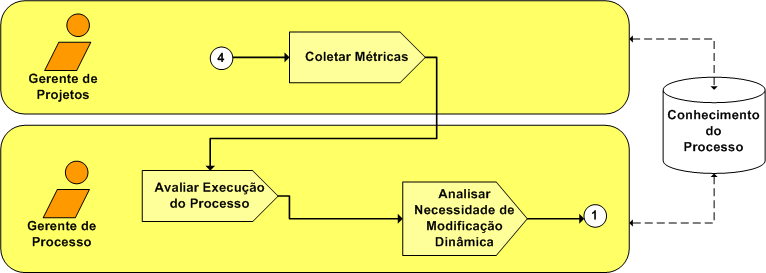 4
Coletar Métricas
Gerente de
Projetos
Conhecimento
do
Processo
Avaliar Execução
do Processo
Analisar
Necessidade de
Modificação
Dinâmica
1
Gerente de
Processo